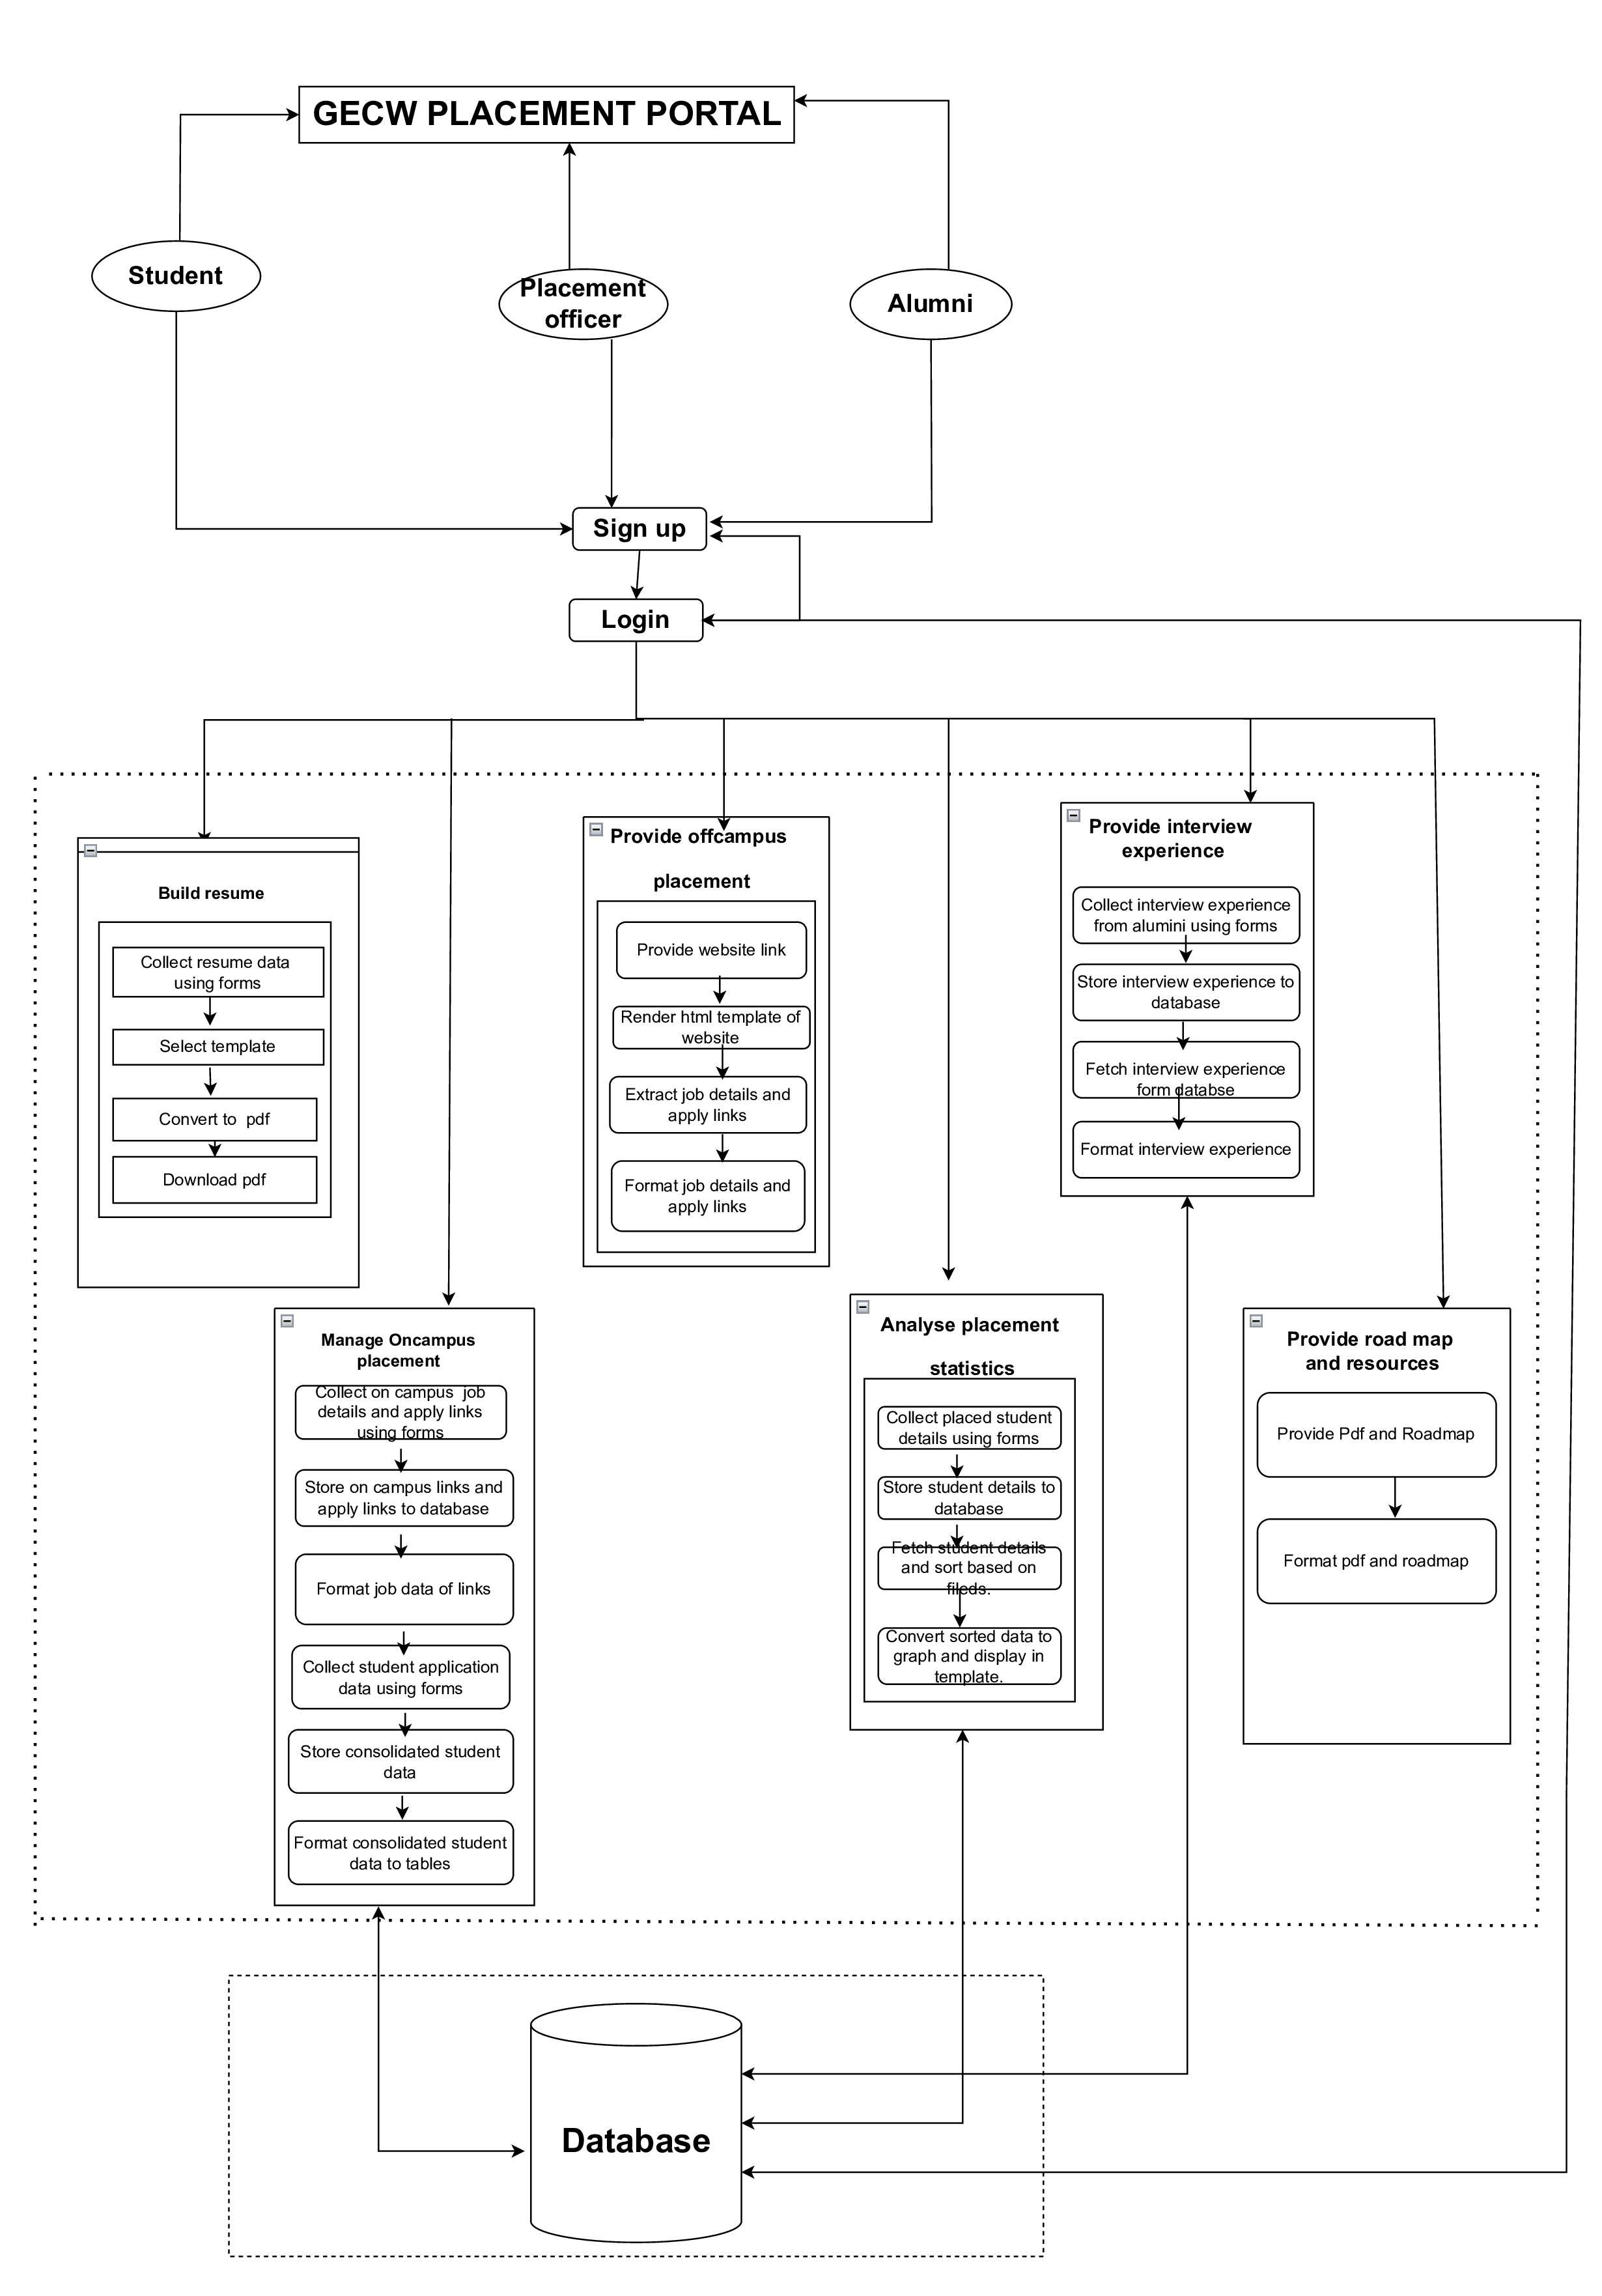 GECW PLACEMENT PORTAL
Student
Placement
officer
Alumni
Sign up
Login
Build resume
Collect resume data
using forms
Select template
Convert to  pdf
Download pdf
Provide offcampus
placement
Provide website link
Render html template of
website
Extract job details and
apply links
Format job details and
apply links
Provide interview
experience
Collect interview experience
from alumini using forms
Store interview experience to
database
Fetch interview experience
form databse
Format interview experience
Manage Oncampus
placement
Collect on campus  job
details and apply links
using forms
Store on campus links and
apply links to database
Format job data of links
Collect student application
data using forms
Store consolidated student
data
Format consolidated student
data to tables
Analyse placement
statistics
Collect placed student
details using forms
Store student details to
database
Fetch student details
and sort based on
fileds.
Convert sorted data to
graph and display in
template.
Provide road map
and resources
Provide Pdf and Roadmap
Format pdf and roadmap
Database